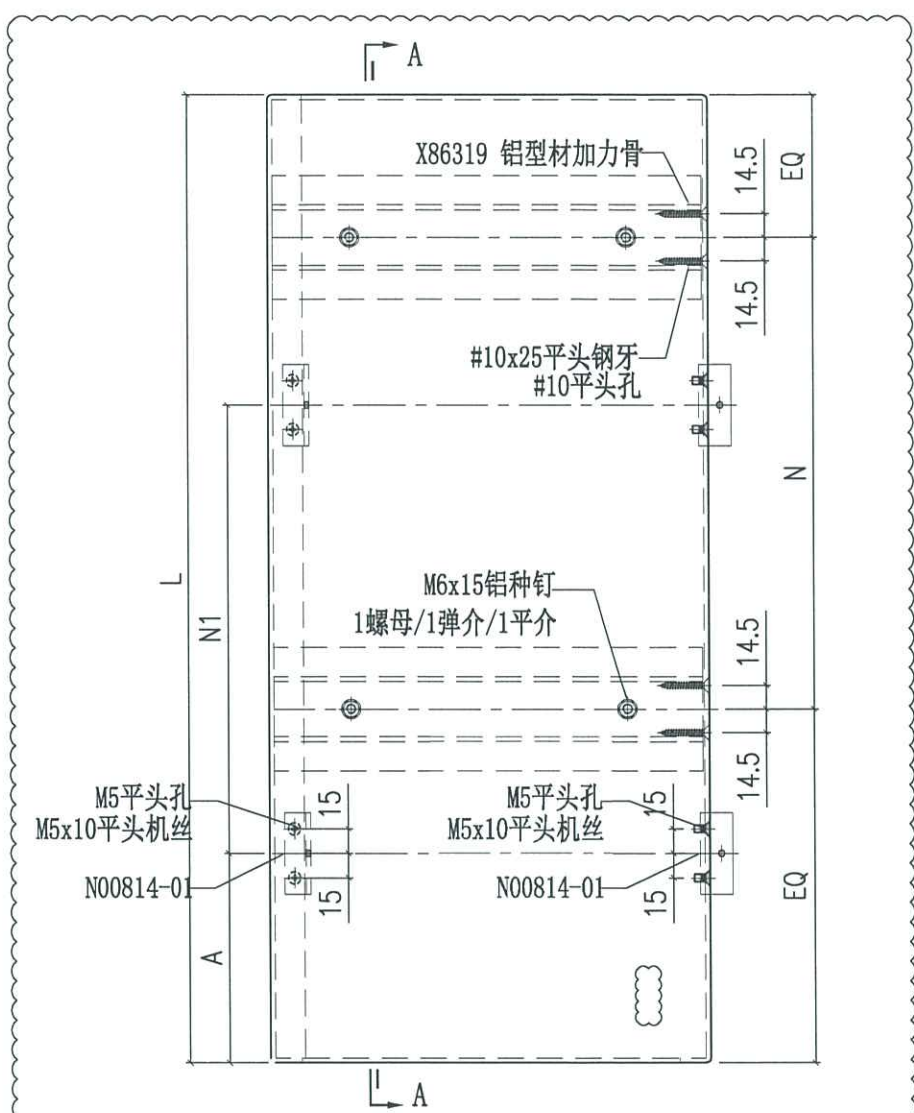 A
X86319 铝型材加力骨
14.5
EQ
14.5
#10x25平头钢牙
#10平头孔
N
L
N1
M6x15铝种钉
1螺母/1弹介/1平介
14.5
14.5
M5平头孔
M5x10平头机丝
N00814-01
15
15
M5平头孔
M5x10平头机丝
N00814-01
15
15
EQ
A
A